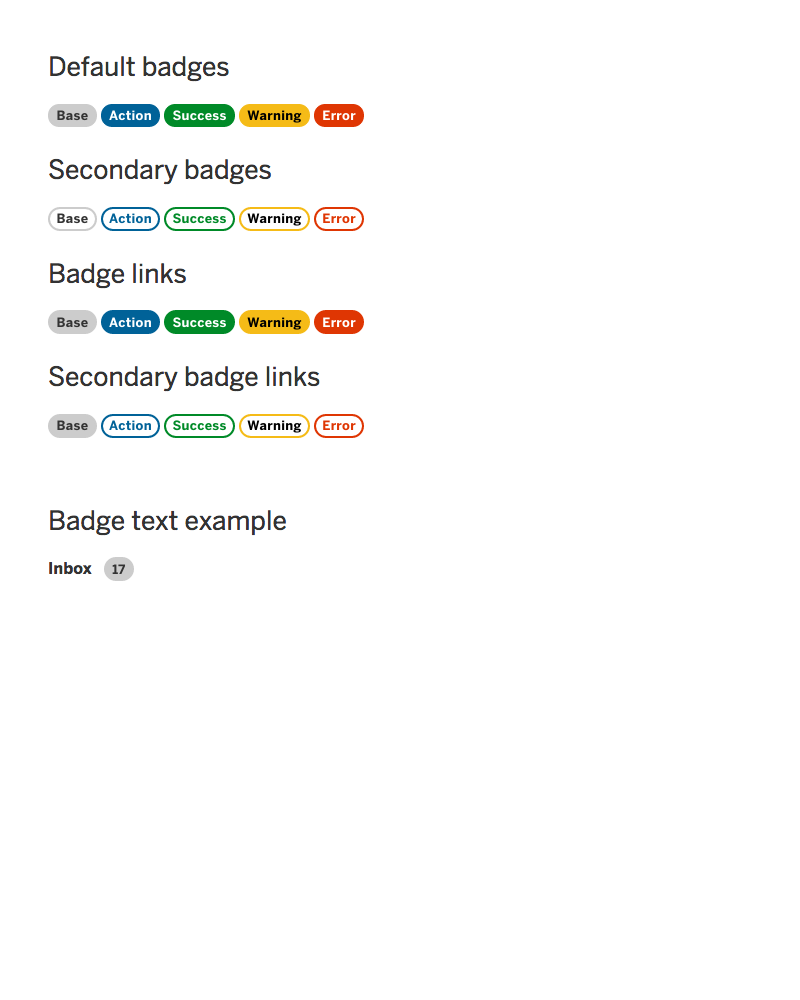 Default badges
Base Action Success Warning Error
Secondary badges
Base Action Success Warning Error
Badge links
Base Action Success Warning Error
Secondary badge links
Base Action Success Warning Error
Badge text example
Inbox 17